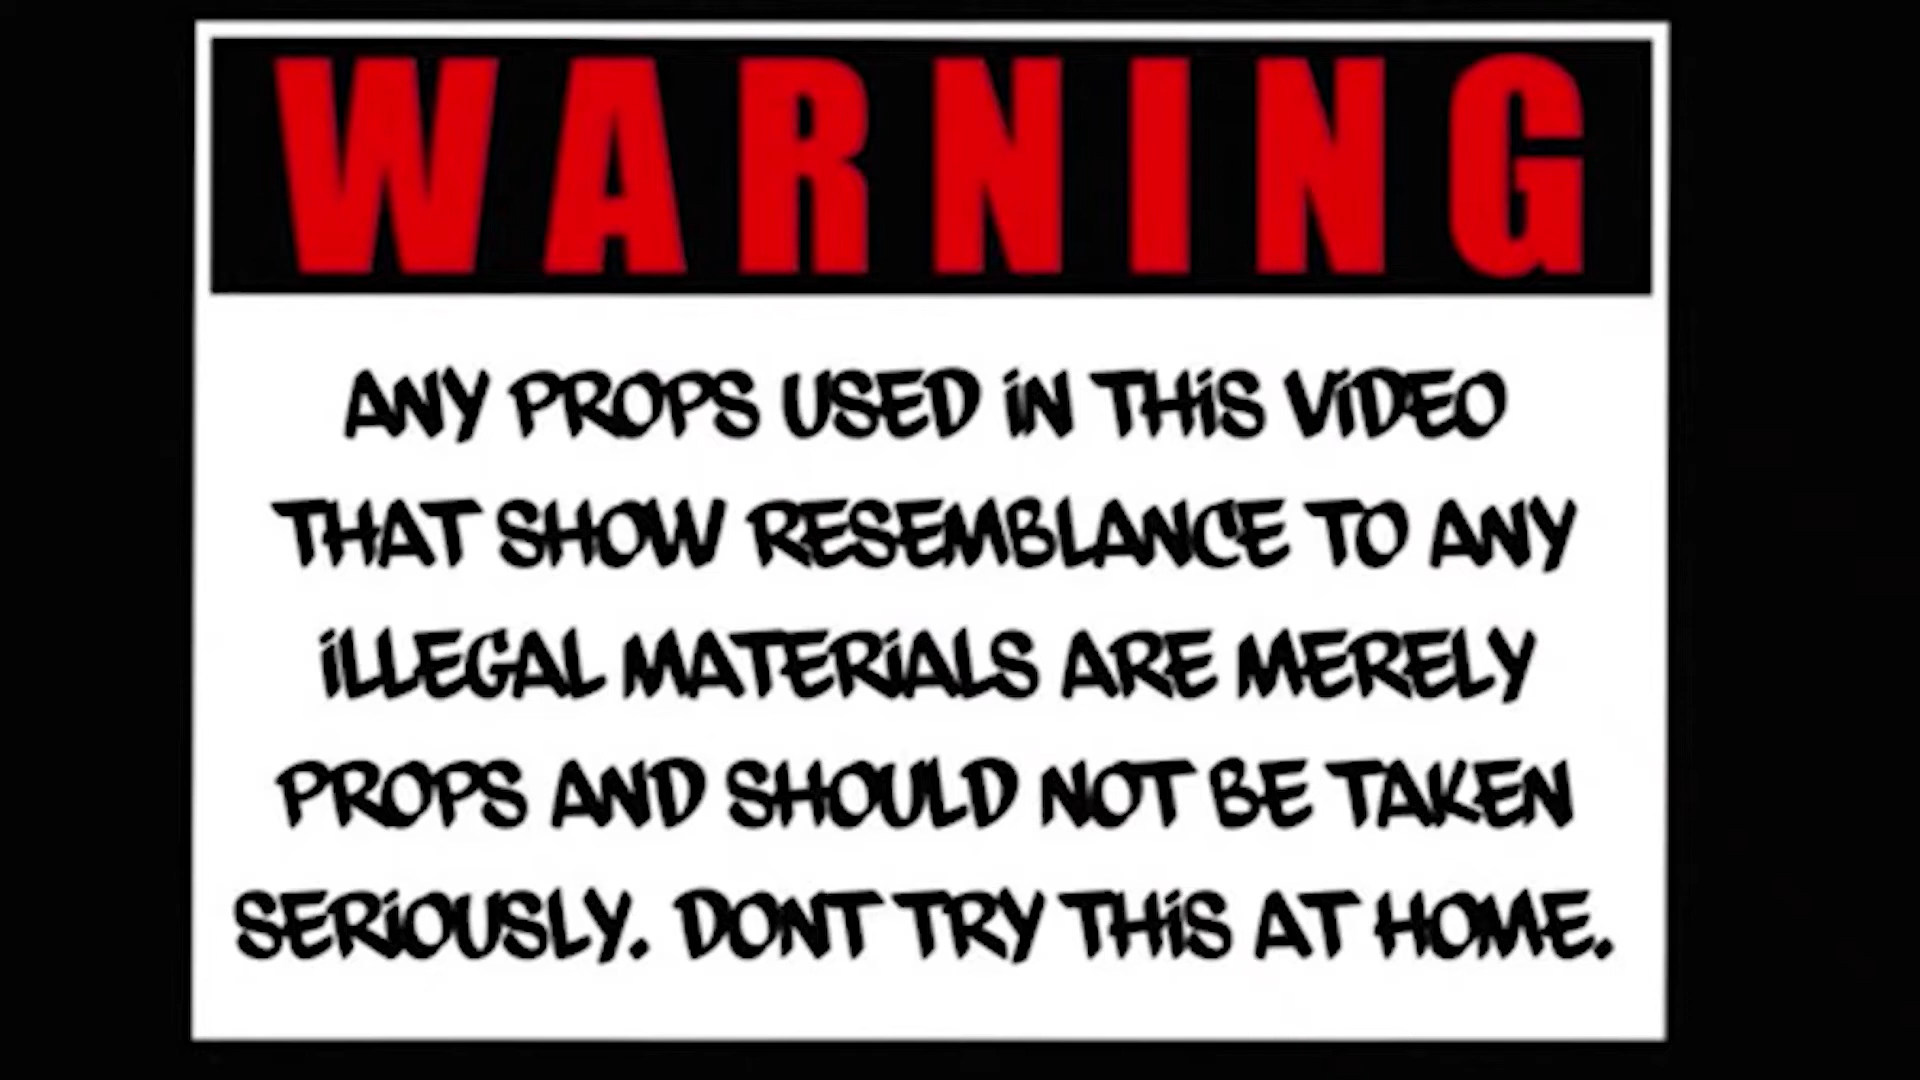 WARNING
ANY PROPS USED iN THiS ViDEO
THAT SHOW RESEMBLANCE TO ANY
iLLEGAL MATERiALS ARE MERELY
PROPS AND SHOULD NOT BE TAKEN
SERiOUSLY. DONT TRY THiS AT HOME.